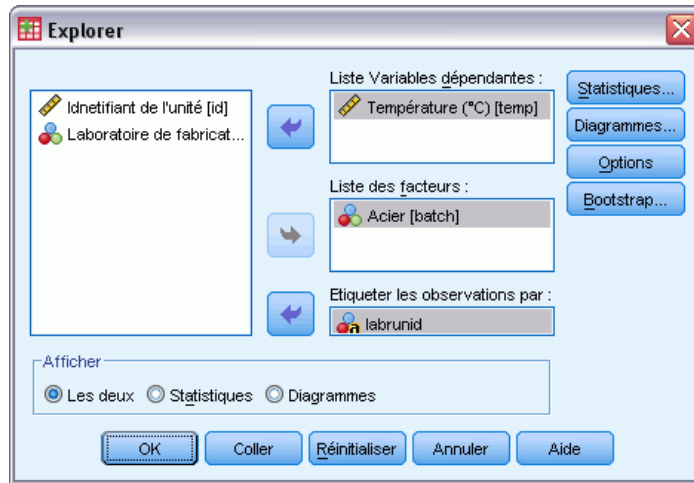 Explorer
Idnetifiant de l'unité [id]
Laboratoire de fabricat...
Liste Variables dépendantes :
Température (°C) [temp]
Liste des facteurs :
Acier [batch]
Etiqueter les observations par :
labrunid
Statistiques...
Diagrammes...
Options
Bootstrap...
Afficher
Les deux
Statistiques
Diagrammes
OK
Coller
Réinitialiser
Annuler
Aide